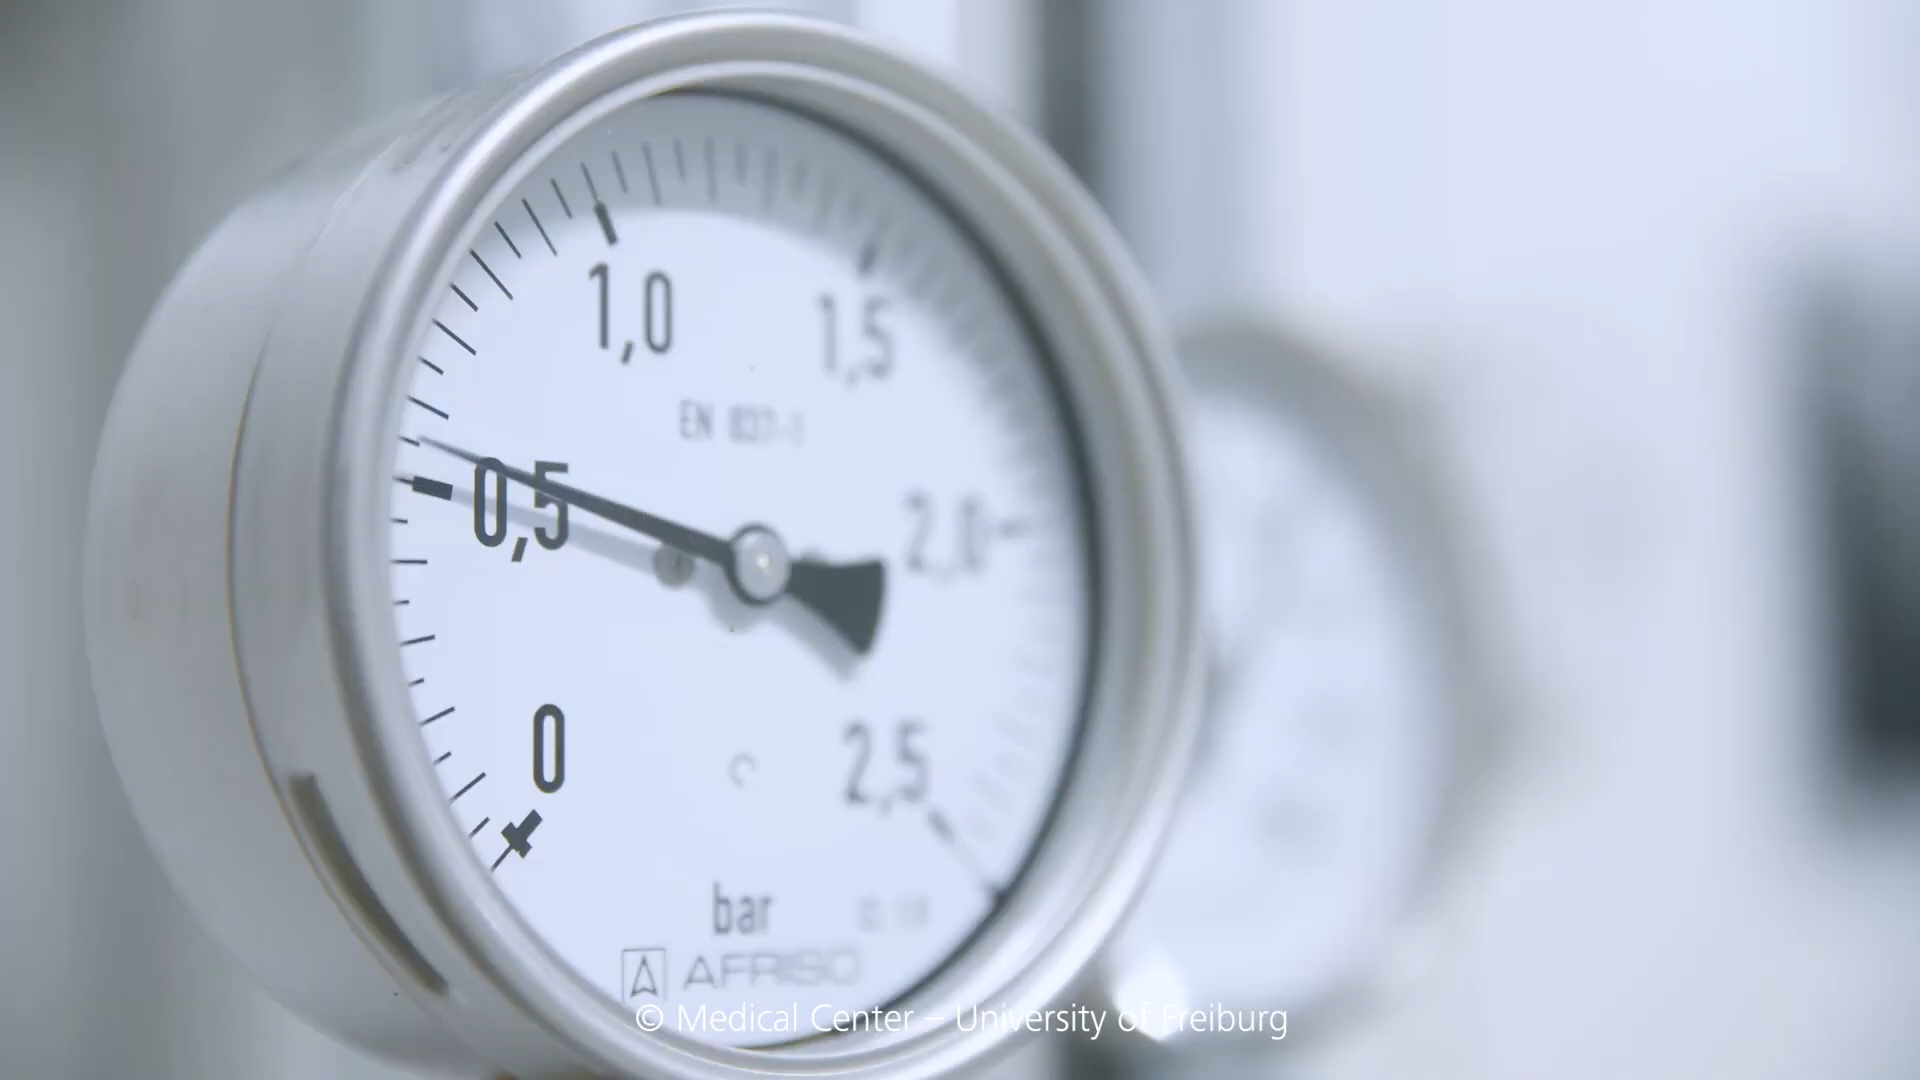 1,0
1,5
EN 837-1
0,5
2,0
0
2,5
bar
AFRISO
© Medical Center – University of Freiburg